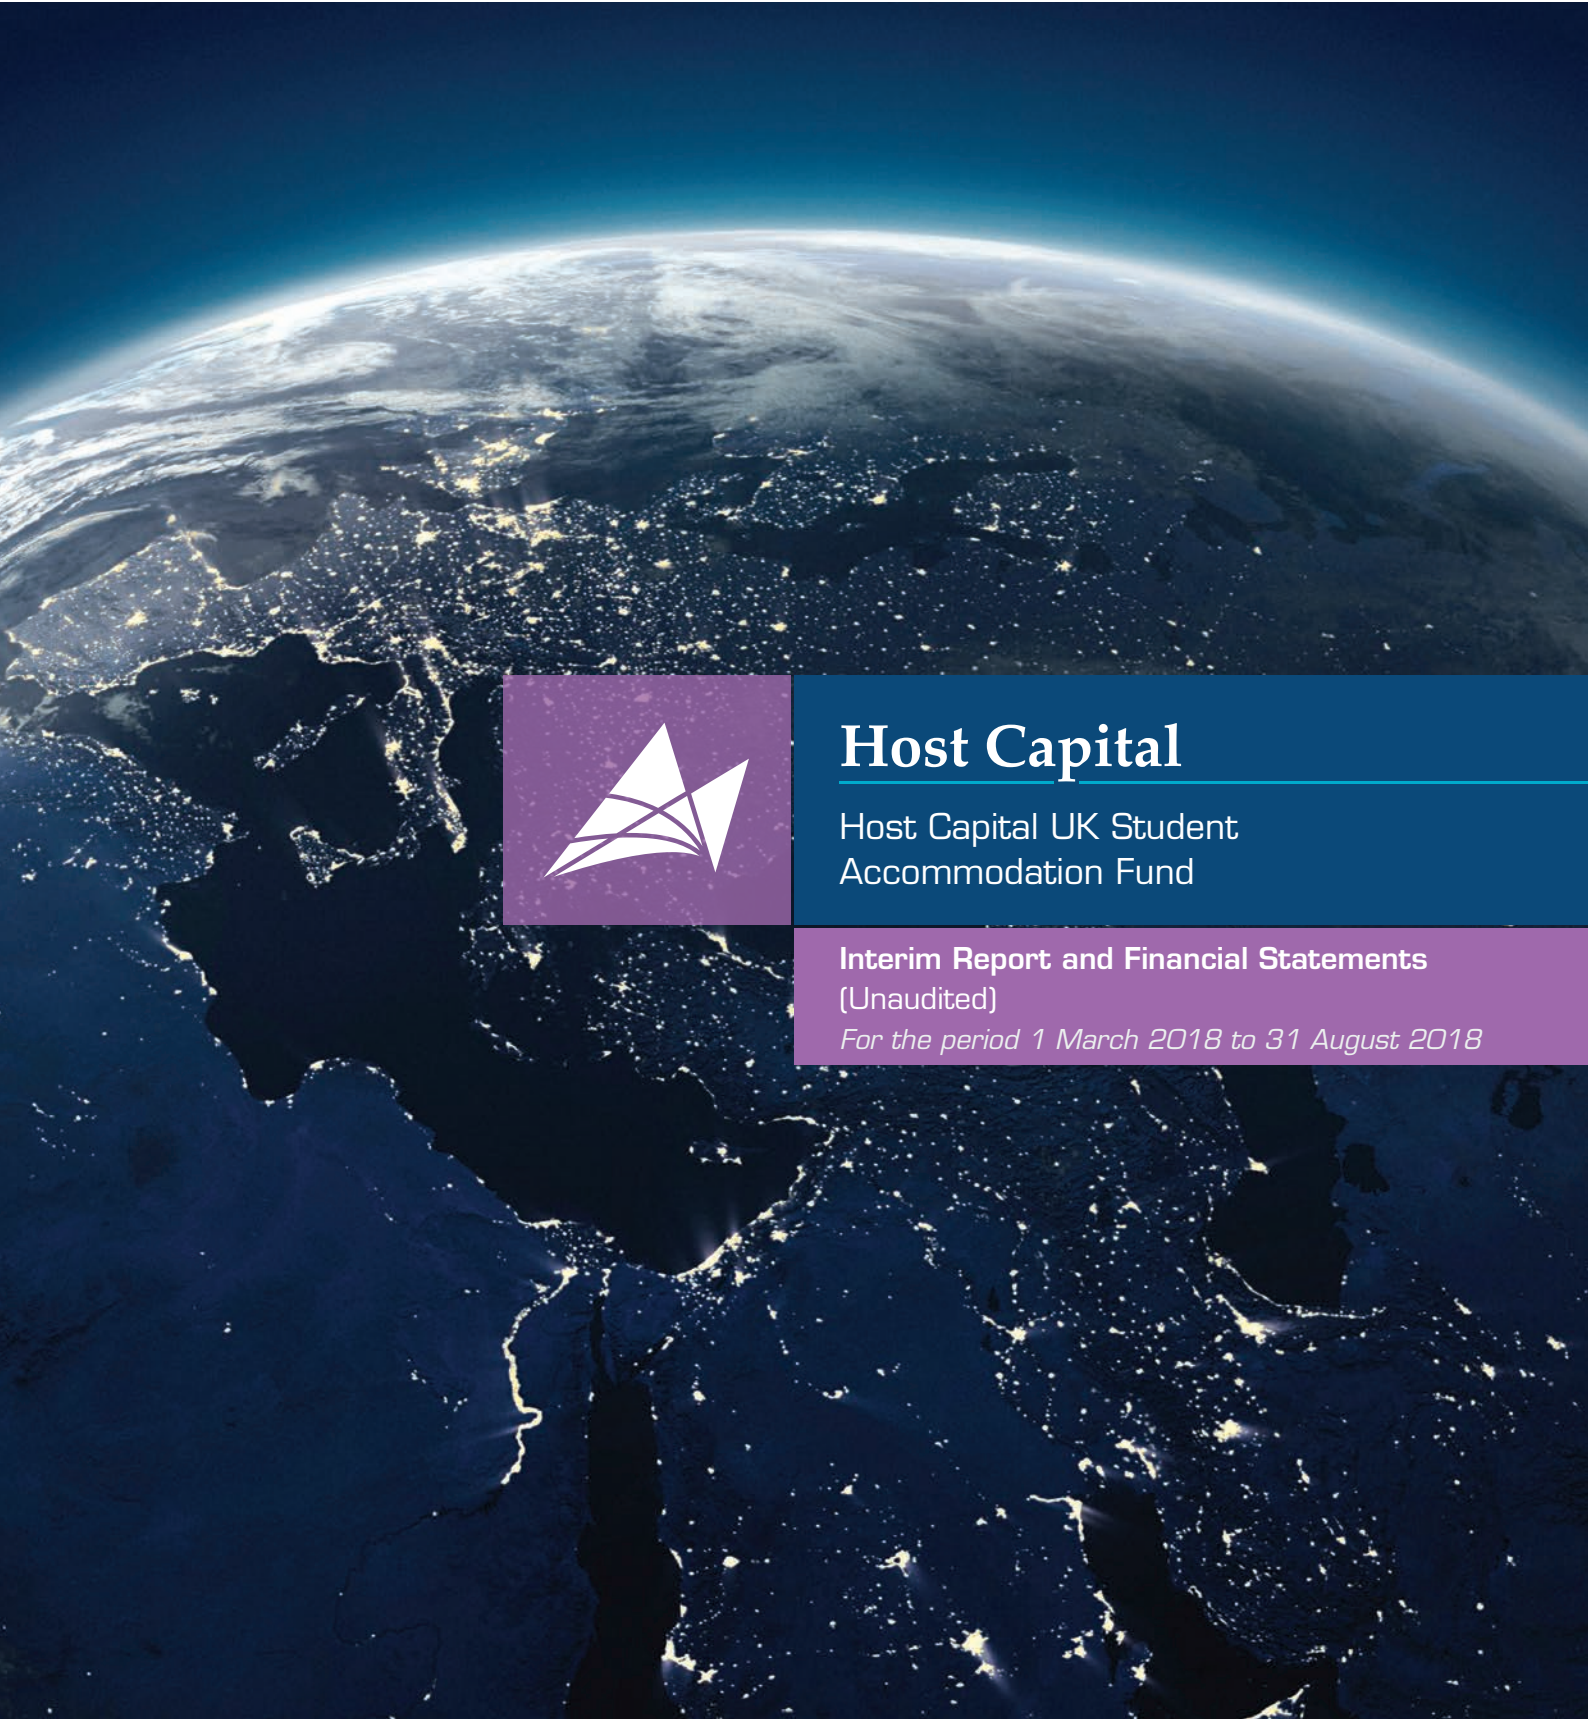 Host Capital
Host Capital UK Student
Accommodation Fund
Interim Report and Financial Statements
(Unaudited)
For the period 1 March 2018 to 31 August 2018